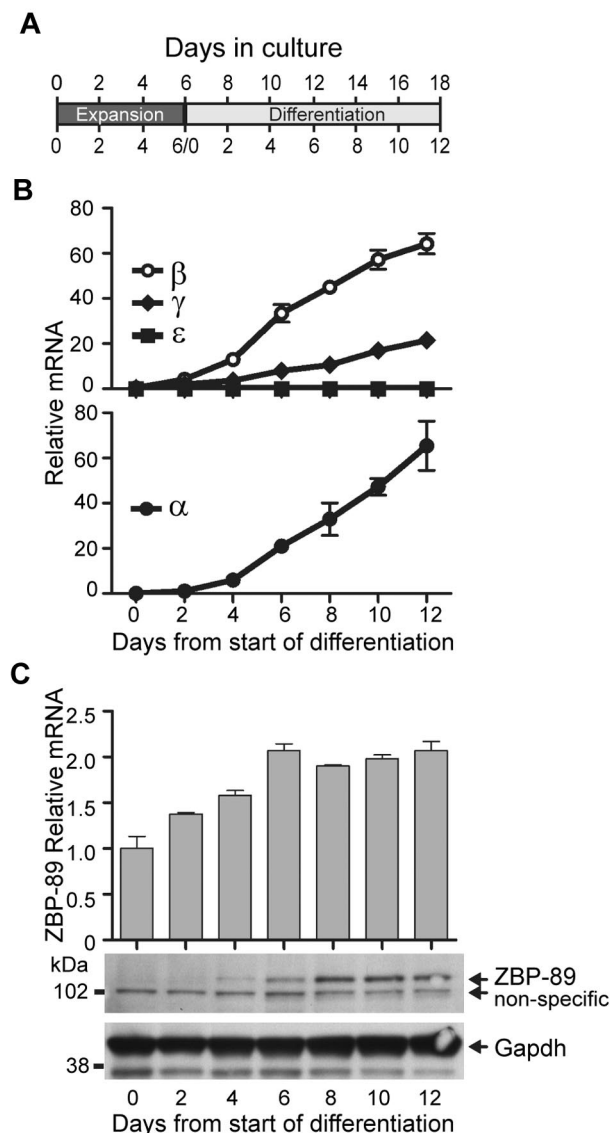 A
Days in culture
0 2 4 6 8 10 12 14 16 18
Expansion Differentiation
0 2 4 6/0 2 4 6 8 10 12
B
80
60
40
20
0
β
γ
ε
Relative mRNA
80
60
40
20
0
α
0 2 4 6 8 10 12
Days from start of differentiation
C
ZBP-89 Relative mRNA
2.5
2.0
1.5
1.0
0.5
0
kDa
102
ZBP-89
non-specific
38
Gapdh
0 2 4 6 8 10 12
Days from start of differentiation